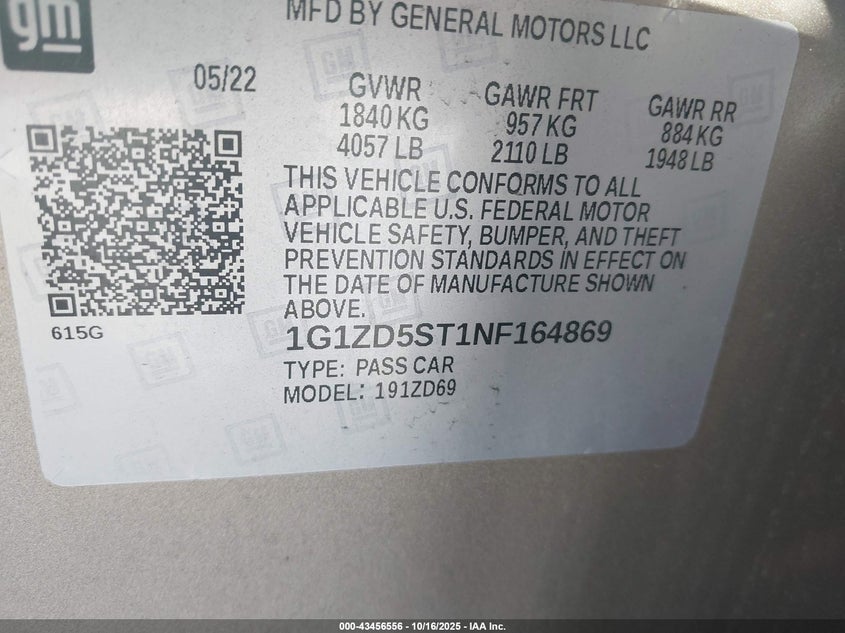 gm
MFD BY GENERAL MOTORS LLC
05/22
GVWR
1840 KG
4057 LB
GAWR FRT
957 KG
2110 LB
GAWR RR
884 KG
1948 LB
THIS VEHICLE CONFORMS TO ALL
APPLICABLE U.S. FEDERAL MOTOR
VEHICLE SAFETY, BUMPER, AND THEFT
PREVENTION STANDARDS IN EFFECT ON
THE DATE OF MANUFACTURE SHOWN
ABOVE.
615G
1G1ZD5ST1NF164869
TYPE: PASS CAR
MODEL: 191ZD69
000-43456556 - 10/16/2025 - IAA Inc.